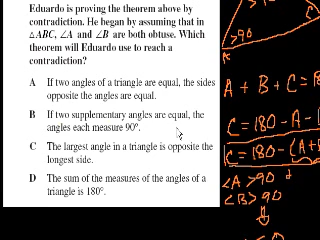 Eduardo is proving the theorem above by
contradiction. He began by assuming that in
△ABC, ∠A and ∠B are both obtuse. Which
theorem will Eduardo use to reach a
contradiction?
A If two angles of a triangle are equal, the sides
opposite the angles are equal.
B If two supplementary angles are equal, the
angles each measure 90°.
C The largest angle in a triangle is opposite the
longest side.
D The sum of the measures of the angles of a
triangle is 180°.
>90
A + B + C = 18
C = 180 - A -
C = 180 - (A+
∠A > 90
∠B > 90